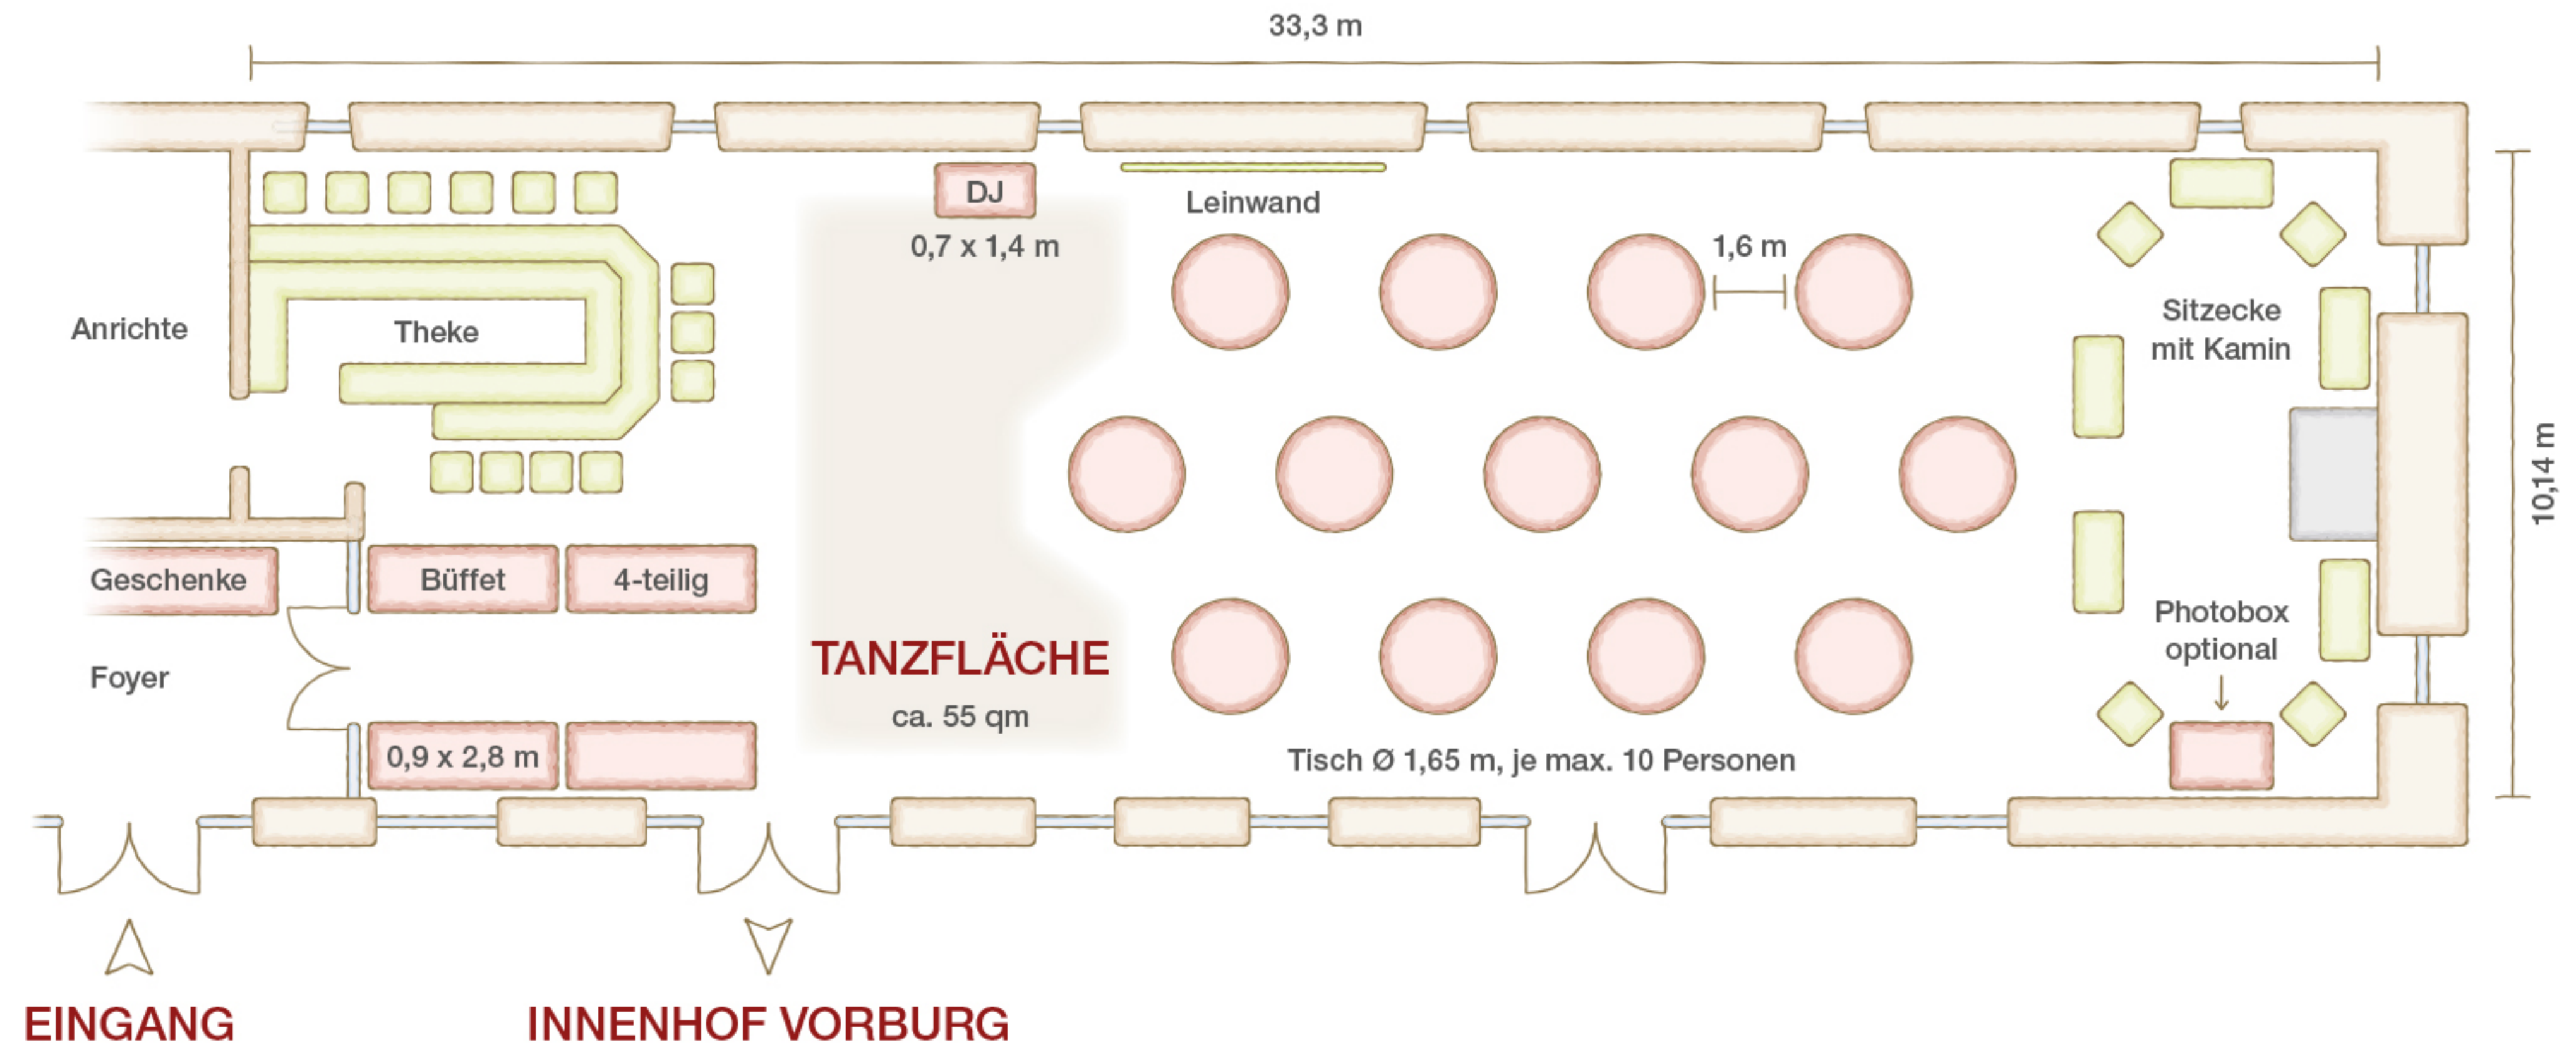 33,3 m
DJ
0,7 x 1,4 m
Leinwand
1,6 m
Anrichte
Theke
Sitzecke
mit Kamin
10,14 m
Geschenke
Büffet
4-teilig
Foyer
TANZFLÄCHE
ca. 55 qm
Photobox
optional
0,9 x 2,8 m
Tisch Ø 1,65 m, je max. 10 Personen
EINGANG
INNENHOF VORBURG